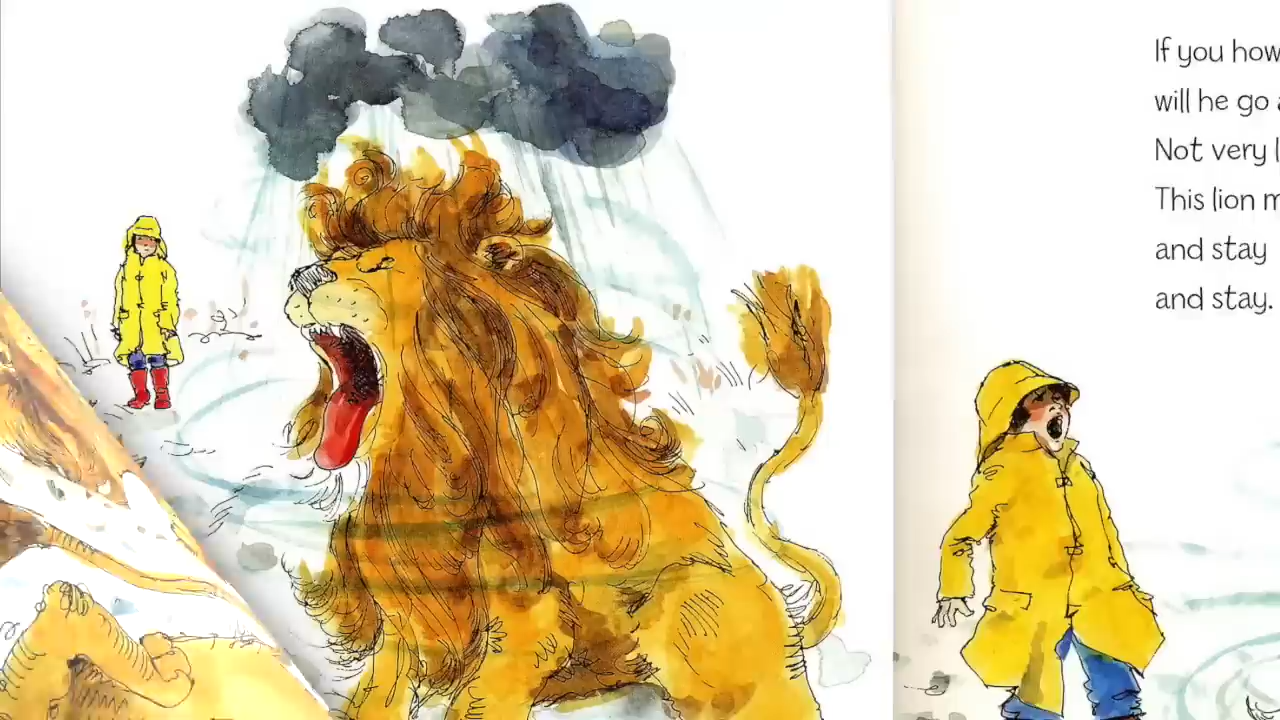 If you how
will he go
Not very
This lion
and stay
and stay.